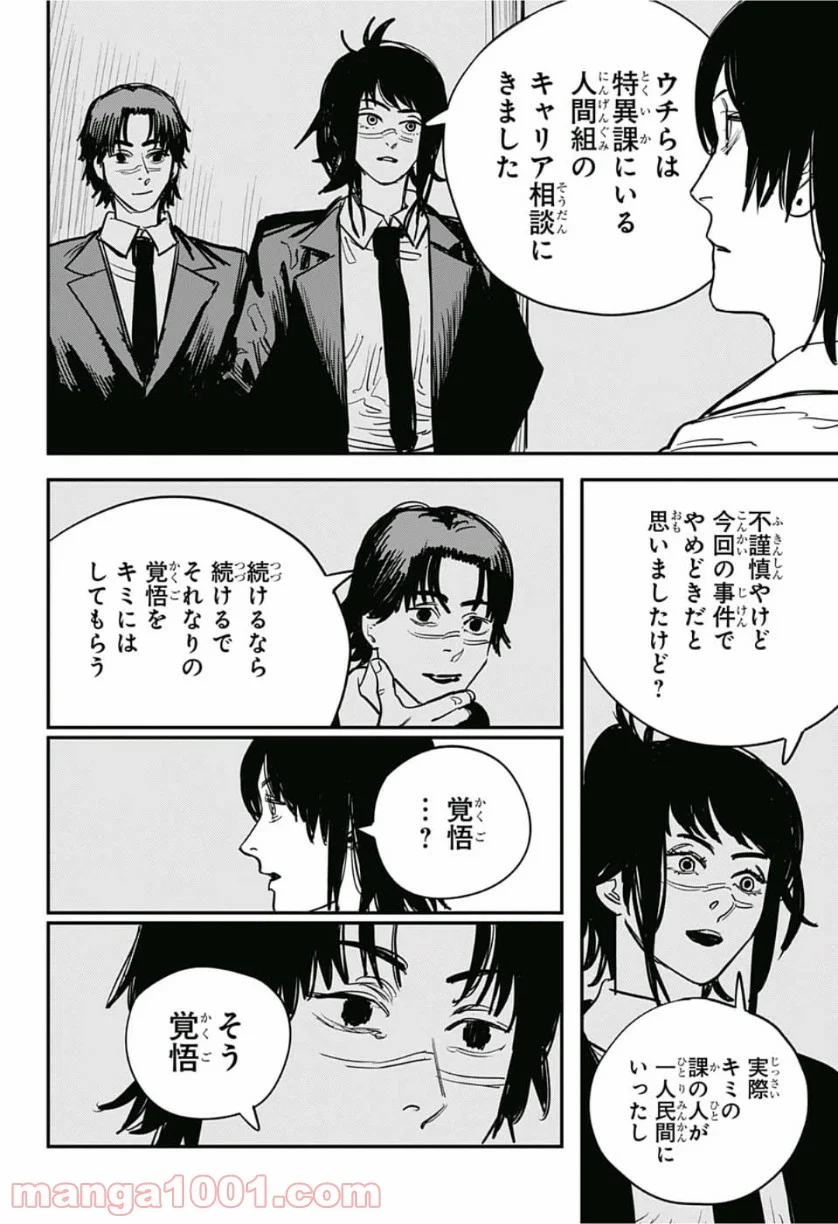 ウチらは
特異課にいる
人間組の
キャリア相談に
きました
不謹慎やけど
今回の事件で
やめどきだと
思いましたけど?
実際
キミの
課の人が
一人民間に
いったし
続けるなら
続けるで
それなりの
覚悟を
キミには
してもらう
覚悟
…?
そう
覚悟
manga1001.com